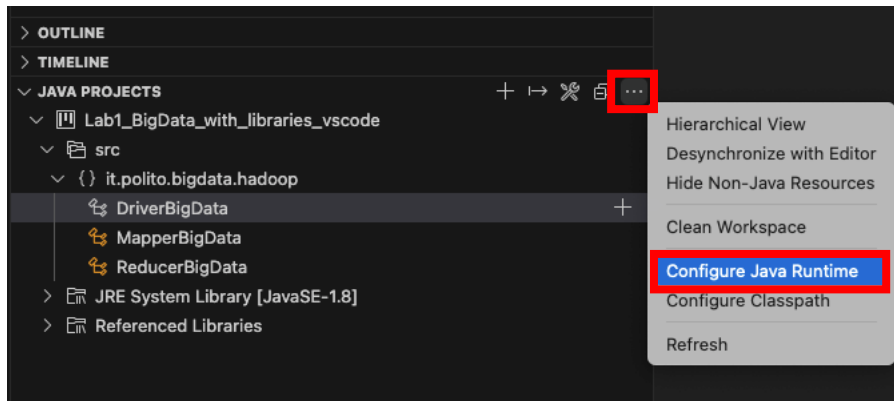 OUTLINE
TIMELINE
JAVA PROJECTS
Lab1_BigData_with_libraries_vscode
src
{} it.polito.bigdata.hadoop
DriverBigData
MapperBigData
ReducerBigData
JRE System Library [JavaSE-1.8]
Referenced Libraries
Hierarchical View
Desynchronize with Editor
Hide Non-Java Resources
Clean Workspace
Configure Java Runtime
Configure Classpath
Refresh